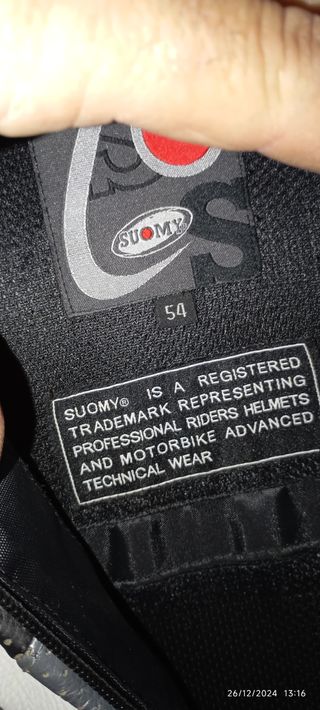 SUOMY
54
SUOMY® IS A REGISTERED
TRADEMARK REPRESENTING
PROFESSIONAL RIDERS HELMETS
AND MOTORBIKE ADVANCED
TECHNICAL WEAR
26/12/2024 13:16